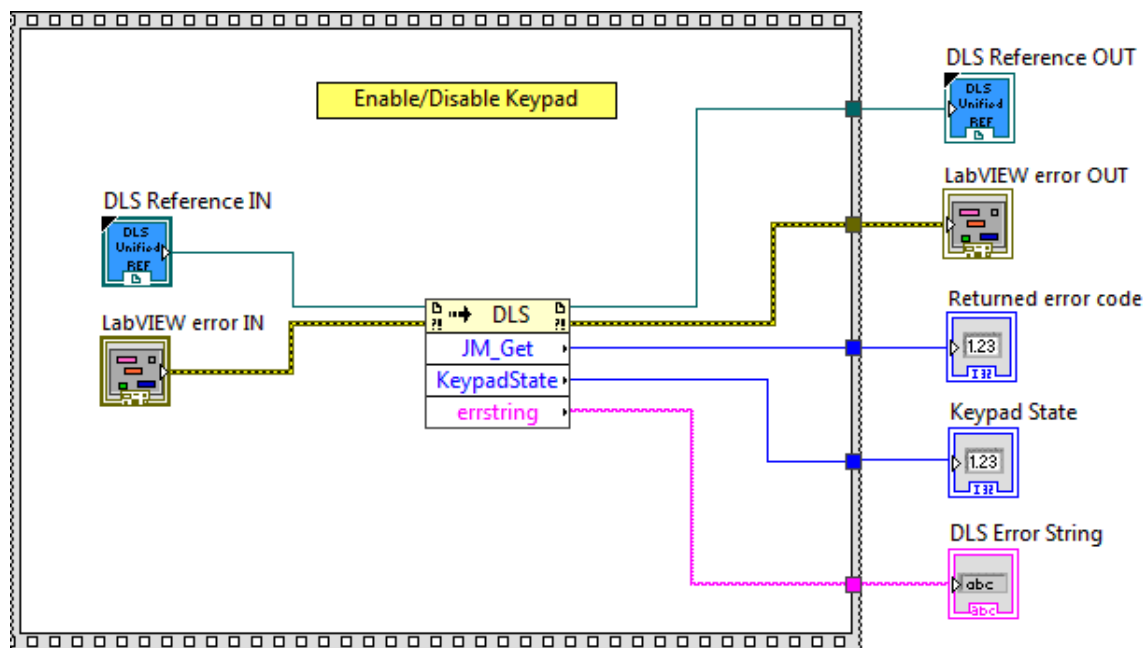 Enable/Disable Keypad
DLS Reference IN
DLS
Unified
REF
LabVIEW error IN
?! DLS ?!
JM_Get
KeypadState
errstring
DLS Reference OUT
DLS
Unified
REF
LabVIEW error OUT
Returned error code
1.23
I32
Keypad State
1.23
I32
DLS Error String
abc
abc